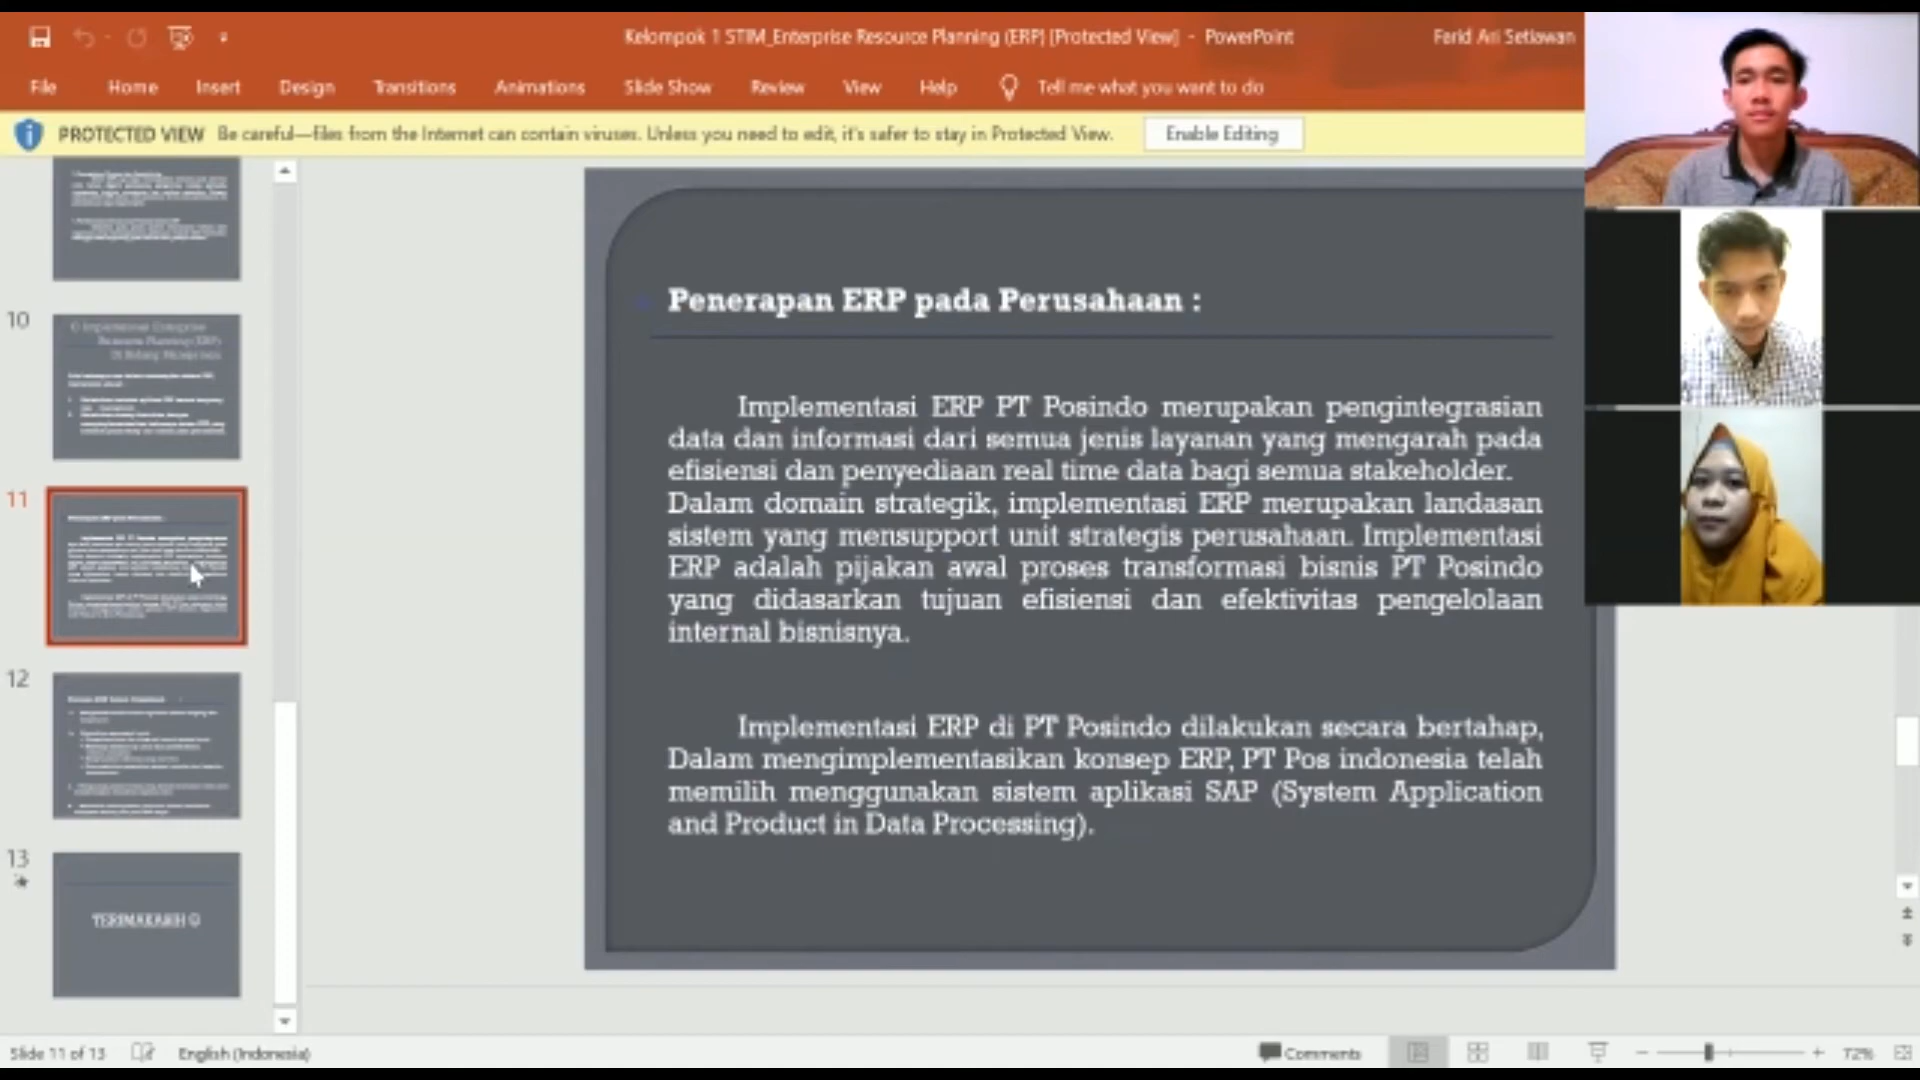 Kelompok 1 STIM_Enterprise Resource Planning (ERP) [Protected View] - PowerPoint
Farid Ari Setiawan
File Home Insert Design Transitions Animations Slide Show Review View Help Tell me what you want to do
PROTECTED VIEW Be careful—files from the Internet can contain viruses. Unless you need to edit, it's safer to stay in Protected View. Enable Editing
10
11
12
13
TERIMAKASIH
Penerapan ERP pada Perusahaan :
Implementasi ERP PT Posindo merupakan pengintegrasian
data dan informasi dari semua jenis layanan yang mengarah pada
efisiensi dan penyediaan real time data bagi semua stakeholder.
Dalam domain strategik, implementasi ERP merupakan landasan
sistem yang mensupport unit strategis perusahaan. Implementasi
ERP adalah pijakan awal proses transformasi bisnis PT Posindo
yang didasarkan tujuan efisiensi dan efektivitas pengelolaan
internal bisnisnya.
Implementasi ERP di PT Posindo dilakukan secara bertahap,
Dalam mengimplementasikan konsep ERP, PT Pos indonesia telah
memilih menggunakan sistem aplikasi SAP (System Application
and Product in Data Processing).
Slide 11 of 13 English (Indonesia)
Comments
72%